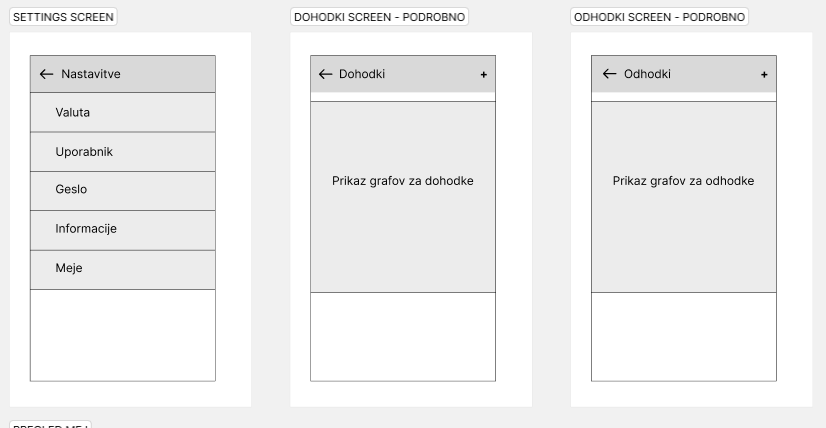 SETTINGS SCREEN
DOHODKI SCREEN - PODROBNO
ODHODKI SCREEN - PODROBNO
← Nastavitve
Valuta
Uporabnik
Geslo
Informacije
Meje
← Dohodki +
Prikaz grafov za dohodke
← Odhodki +
Prikaz grafov za odhodke